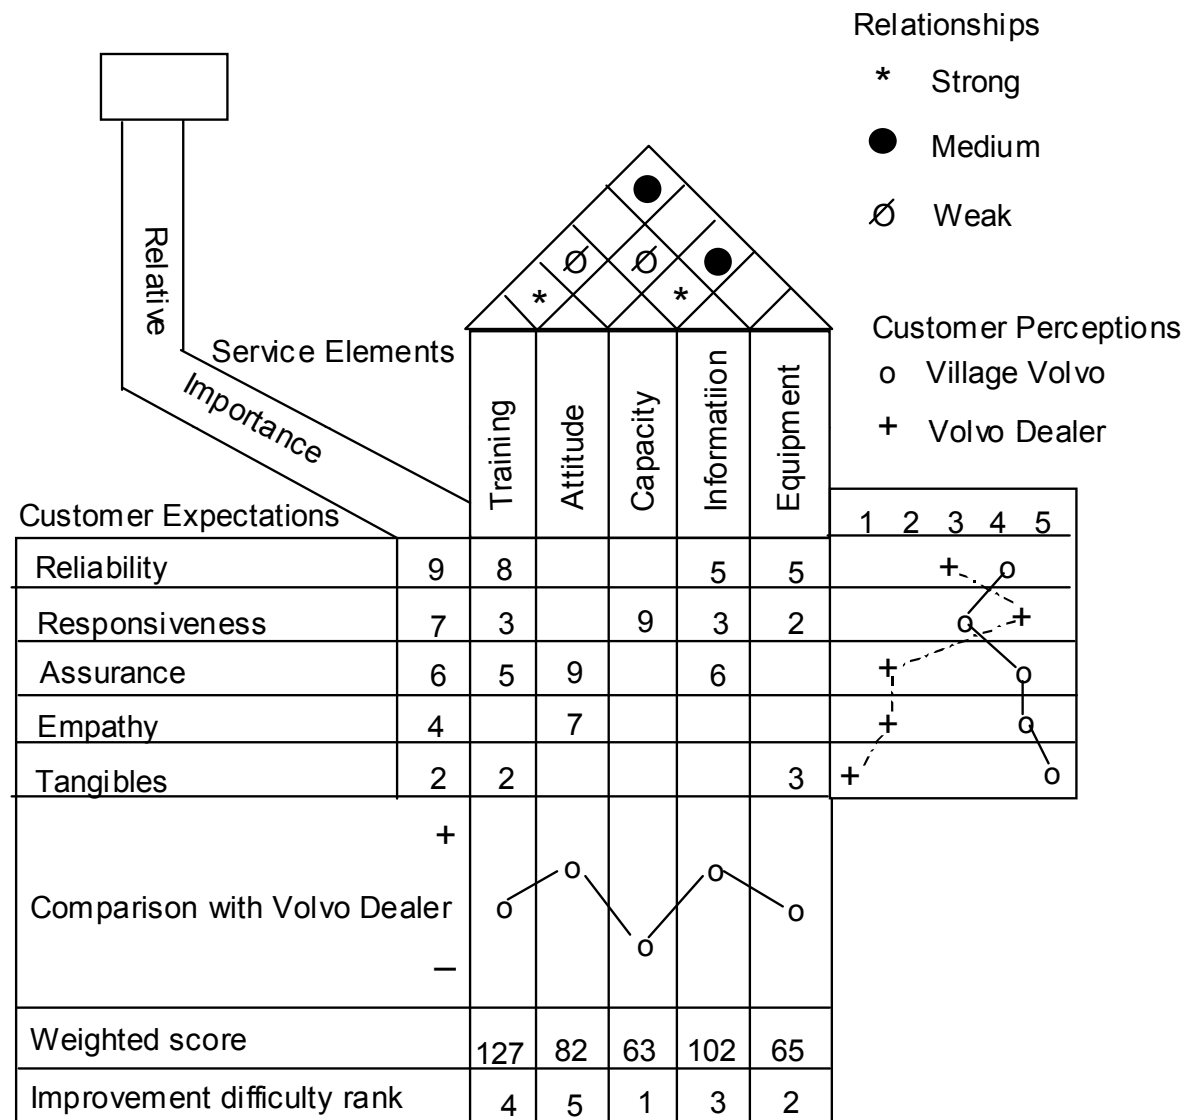 Relationships
* Strong
● Medium
Ø Weak
Relative
Importance
Service Elements
Customer Perceptions
o Village Volvo
+ Volvo Dealer
Training
Attitude
Capacity
Informatiion
Equipment
Customer Expectations
1 2 3 4 5
Reliability 9 8 5 5
Responsiveness 7 3 9 3 2
Assurance 6 5 9 6
Empathy 4 7
Tangibles 2 2 3
+
Comparison with Volvo Dealer
–
Weighted score 127 82 63 102 65
Improvement difficulty rank 4 5 1 3 2